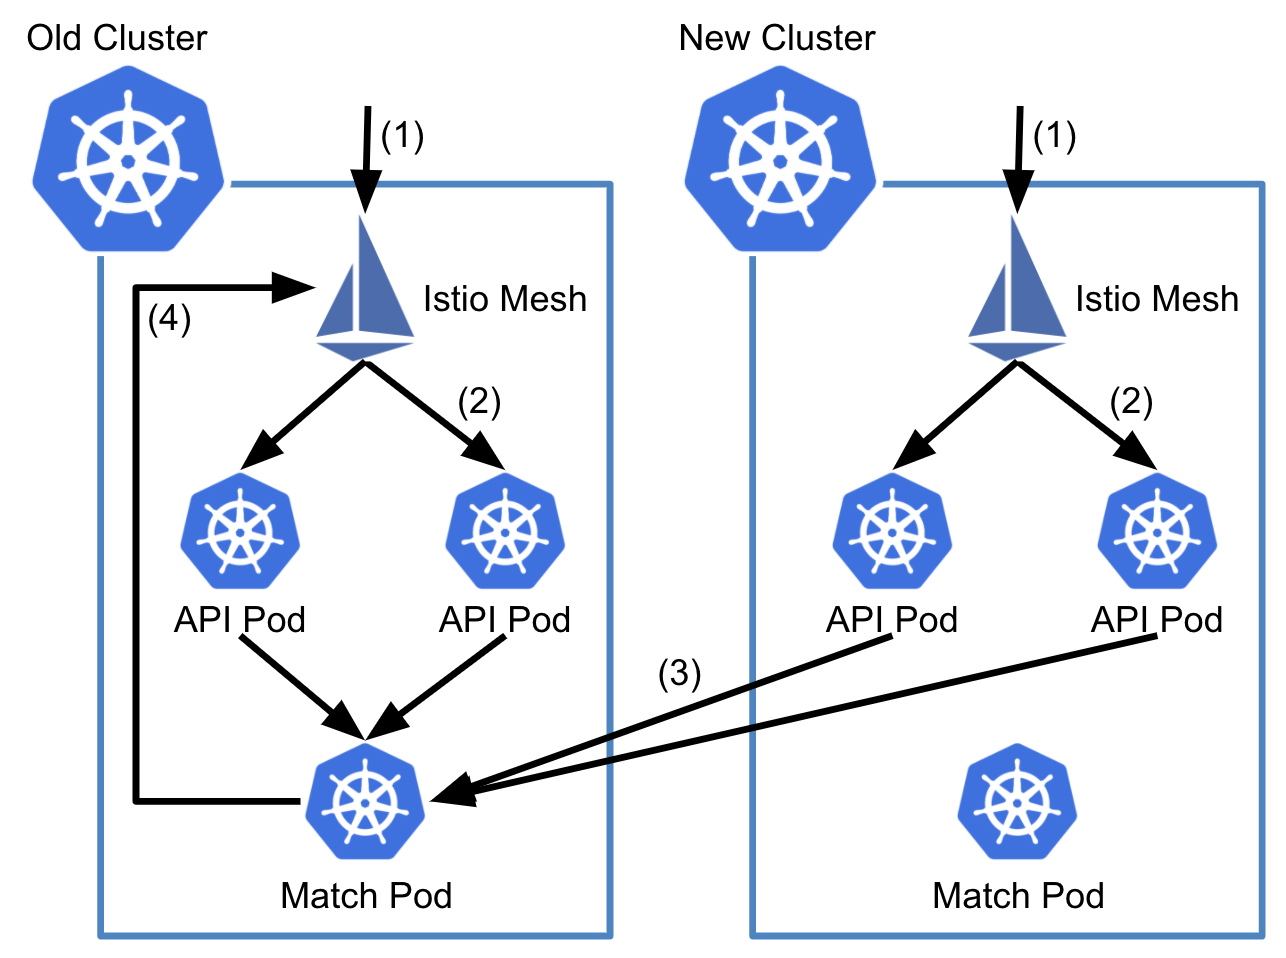 Old Cluster
New Cluster
(1)
(1)
Istio Mesh
Istio Mesh
(4)
(2)
(2)
API Pod
API Pod
API Pod
API Pod
(3)
Match Pod
Match Pod